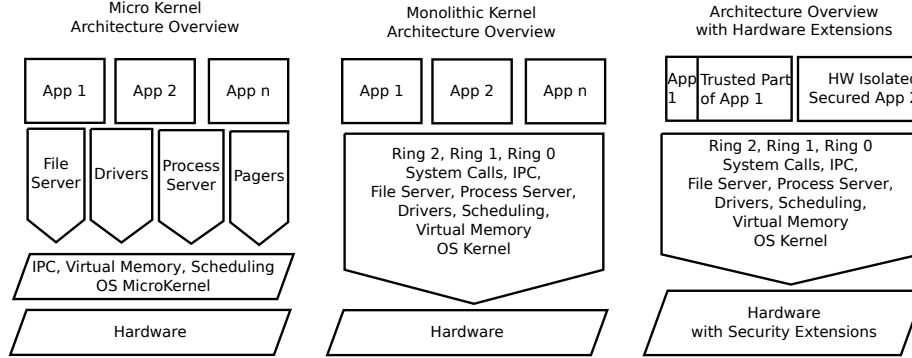 Micro Kernel
Architecture Overview
App 1
App 2
App n
File
Server
Drivers
Process
Server
Pagers
IPC, Virtual Memory, Scheduling
OS MicroKernel
Hardware
Monolithic Kernel
Architecture Overview
App 1
App 2
App n
Ring 2, Ring 1, Ring 0
System Calls, IPC,
File Server, Process Server,
Drivers, Scheduling,
Virtual Memory
OS Kernel
Hardware
Architecture Overview
with Hardware Extensions
App
1
Trusted Part
of App 1
HW Isolated
Secured App
Ring 2, Ring 1, Ring 0
System Calls, IPC,
File Server, Process Server,
Drivers, Scheduling,
Virtual Memory
OS Kernel
Hardware
with Security Extensions